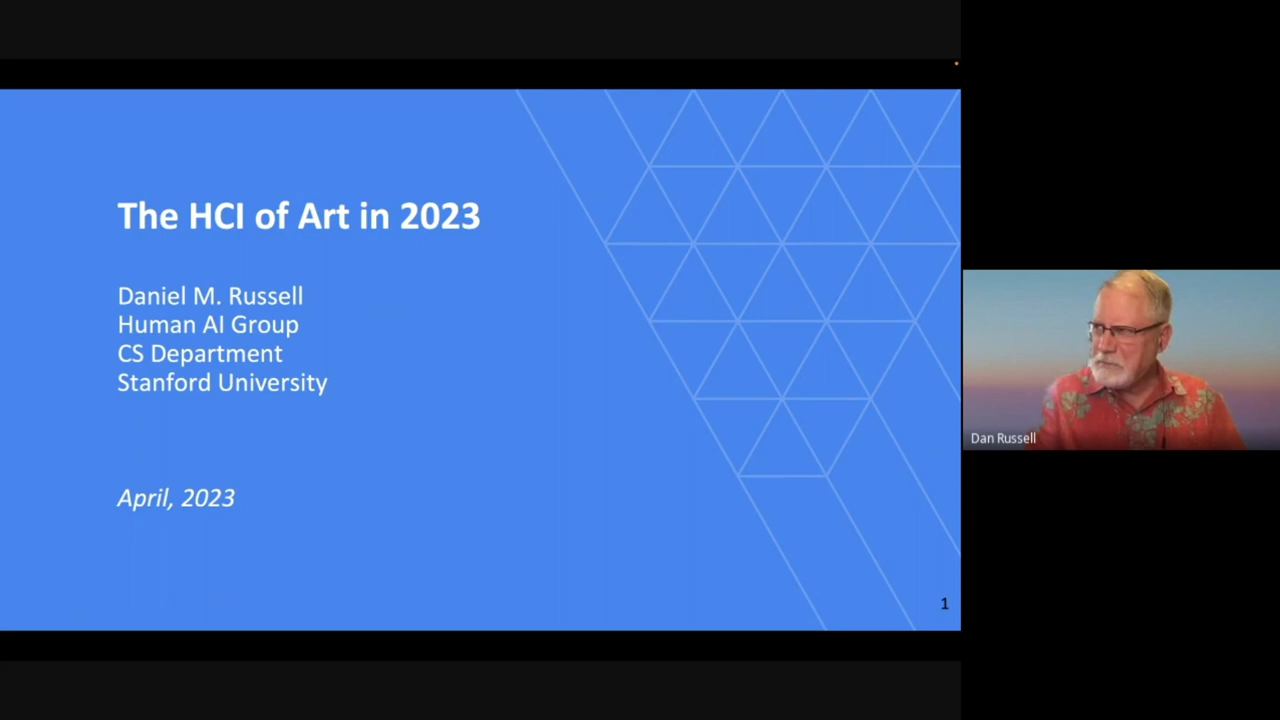 The HCI of Art in 2023
Daniel M. Russell
Human AI Group
CS Department
Stanford University
April, 2023
1
Dan Russell